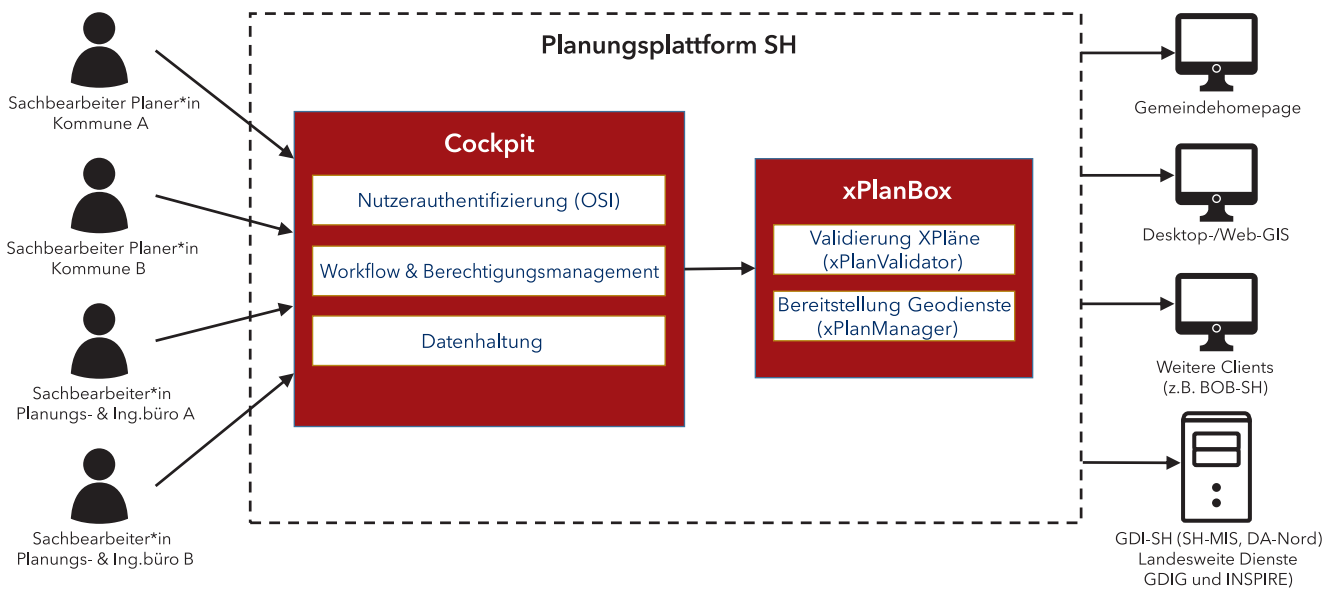 Planungsplattform SH
Sachbearbeiter Planer*in
Kommune A
Sachbearbeiter Planer*in
Kommune B
Sachbearbeiter*in
Planungs- & Ing.büro A
Sachbearbeiter*in
Planungs- & Ing.büro B
Cockpit
Nutzerauthentifizierung (OSI)
Workflow & Berechtigungsmanagement
Datenhaltung
xPlanBox
Validierung XPläne
(xPlanValidator)
Bereitstellung Geodienste
(xPlanManager)
Gemeindehomepage
Desktop-/Web-GIS
Weitere Clients
(z.B. BOB-SH)
GDI-SH (SH-MIS, DA-Nord)
Landesweite Dienste
GDIG und INSPIRE)